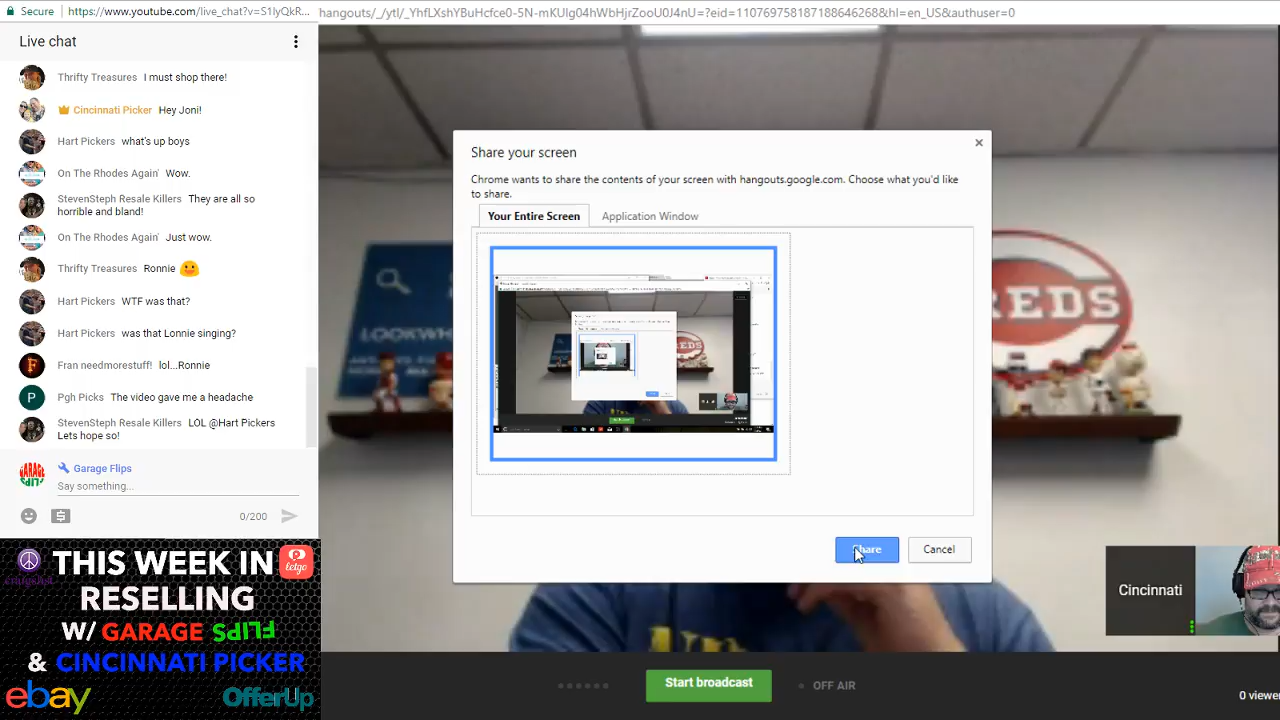 Secure
https://www.youtube.com/live_chat?v=S1lyQkR...
hangouts/_/ytl/_YhfLXshYBuHcfce0-5N-mKUIg04hWbHjrZooU0J4nU=?eid=110769758187188646268&hl=en_US&authuser=0
Live chat
Thrifty Treasures I must shop there!
Cincinnati Picker Hey Joni!
Hart Pickers what's up boys
On The Rhodes Again' Wow.
StevenSteph Resale Killers They are all so
horrible and bland!
On The Rhodes Again' Just wow.
Thrifty Treasures Ronnie
Hart Pickers WTF was that?
Hart Pickers was that Lonnie singing?
Fran needmorestuff! lol...Ronnie
P
Pgh Picks The video gave me a headache
StevenSteph Resale Killers LOL @Hart Pickers
Lets hope so!
GARAGE FLIPS
Garage Flips
Say something...
0/200
Share your screen
Chrome wants to share the contents of your screen with hangouts.google.com. Choose what you'd like
to share.
Your Entire Screen
Application Window
REDS
Share
Cancel
Cincinnati
Start broadcast
OFF AIR
0 viewer
THIS WEEK IN
letgo
craigslist
RESELLING
W/ GARAGE FLIPS
& CINCINNATI PICKER
ebay
OfferUp